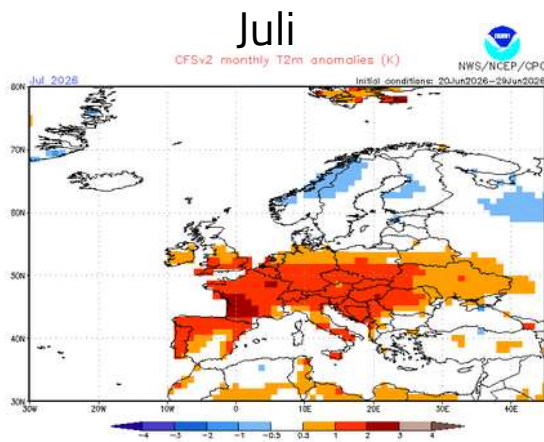 Juli
CFSv2 monthly T2m anomalies (K)
NWS/NCEP/CPC
Jul 2026
Initial conditions: 20Jun2026-29Jun2026
80N
70N
60N
50N
40N
30N
30W 20W 10W 0 10E 20E 30E 40E
-4 -3 -2 -1 -0.5 0.5 1 2 3 4